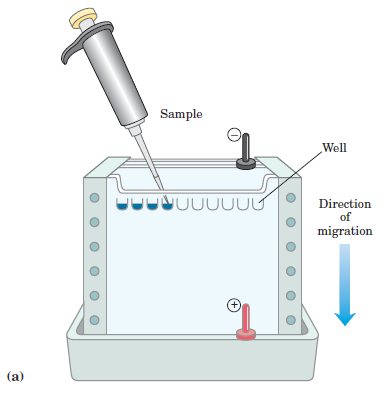 Sample
−
Well
Direction
of
migration
+
(a)